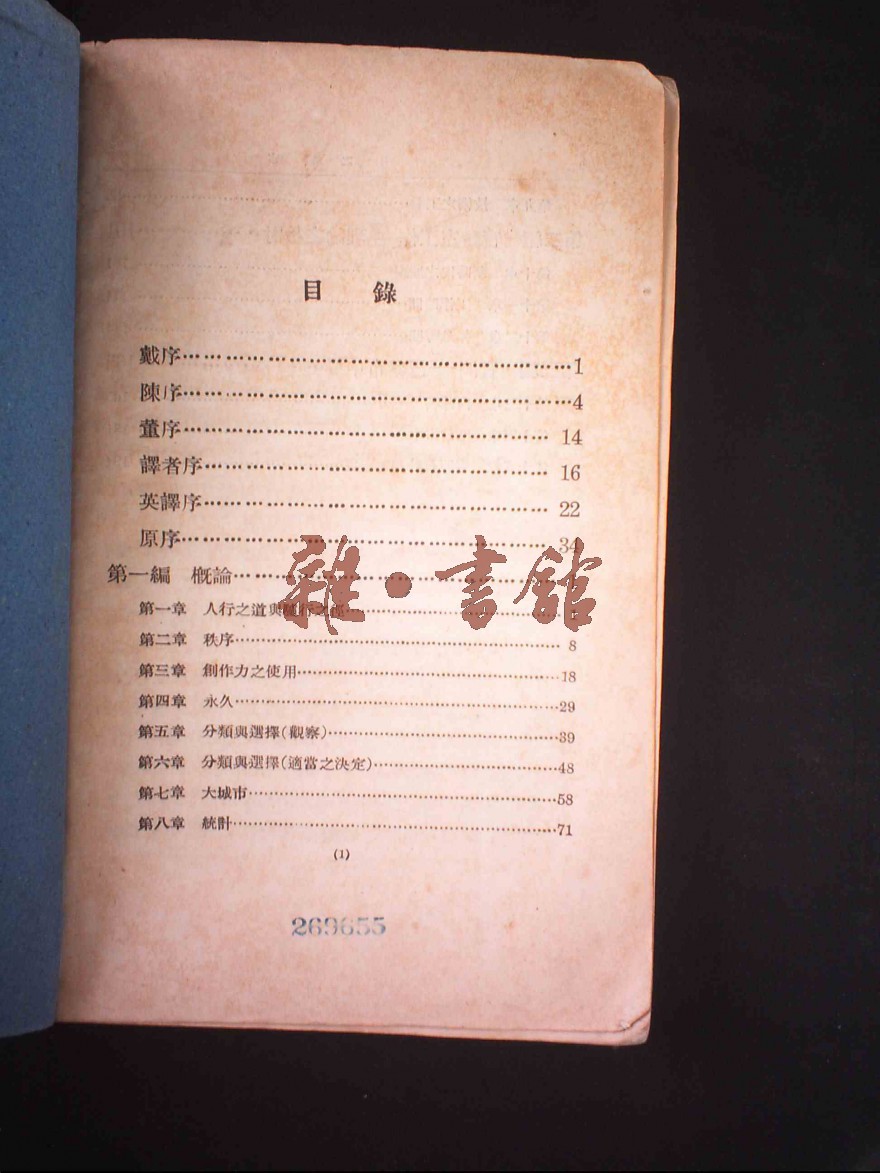 目 錄
戴序………………………………………………1
陳序………………………………………………4
董序……………………………………………… 14
譯者序…………………………………………… 16
英譯序…………………………………………… 22
原序……………………………………………… 34
第一編 概論……………………………………
第一章 人行之道與
第二章 秩序……………………………………… 8
第三章 創作力之使用………………………………18
第四章 永久………………………………………29
第五章 分類與選擇(觀察)…………………………39
第六章 分類與選擇(適當之決定)……………………48
第七章 大城市……………………………………58
第八章 統計………………………………………71
(1)
269655
雜·書館